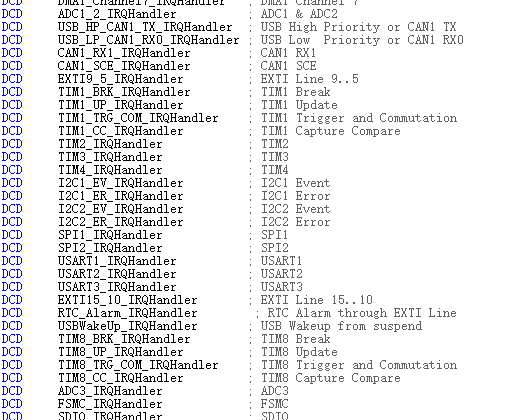 DCD DMA1_Channel7_IRQHandler ; DMA1 Channel 7
DCD ADC1_2_IRQHandler ; ADC1 & ADC2
DCD USB_HP_CAN1_TX_IRQHandler ; USB High Priority or CAN1 TX
DCD USB_LP_CAN1_RX0_IRQHandler ; USB Low  Priority or CAN1 RX0
DCD CAN1_RX1_IRQHandler ; CAN1 RX1
DCD CAN1_SCE_IRQHandler ; CAN1 SCE
DCD EXTI9_5_IRQHandler ; EXTI Line 9..5
DCD TIM1_BRK_IRQHandler ; TIM1 Break
DCD TIM1_UP_IRQHandler ; TIM1 Update
DCD TIM1_TRG_COM_IRQHandler ; TIM1 Trigger and Commutation
DCD TIM1_CC_IRQHandler ; TIM1 Capture Compare
DCD TIM2_IRQHandler ; TIM2
DCD TIM3_IRQHandler ; TIM3
DCD TIM4_IRQHandler ; TIM4
DCD I2C1_EV_IRQHandler ; I2C1 Event
DCD I2C1_ER_IRQHandler ; I2C1 Error
DCD I2C2_EV_IRQHandler ; I2C2 Event
DCD I2C2_ER_IRQHandler ; I2C2 Error
DCD SPI1_IRQHandler ; SPI1
DCD SPI2_IRQHandler ; SPI2
DCD USART1_IRQHandler ; USART1
DCD USART2_IRQHandler ; USART2
DCD USART3_IRQHandler ; USART3
DCD EXTI15_10_IRQHandler ; EXTI Line 15..10
DCD RTC_Alarm_IRQHandler ; RTC Alarm through EXTI Line
DCD USBWakeUp_IRQHandler ; USB Wakeup from suspend
DCD TIM8_BRK_IRQHandler ; TIM8 Break
DCD TIM8_UP_IRQHandler ; TIM8 Update
DCD TIM8_TRG_COM_IRQHandler ; TIM8 Trigger and Commutation
DCD TIM8_CC_IRQHandler ; TIM8 Capture Compare
DCD ADC3_IRQHandler ; ADC3
DCD FSMC_IRQHandler ; FSMC
DCD SDIO_IRQHandler ; SDIO